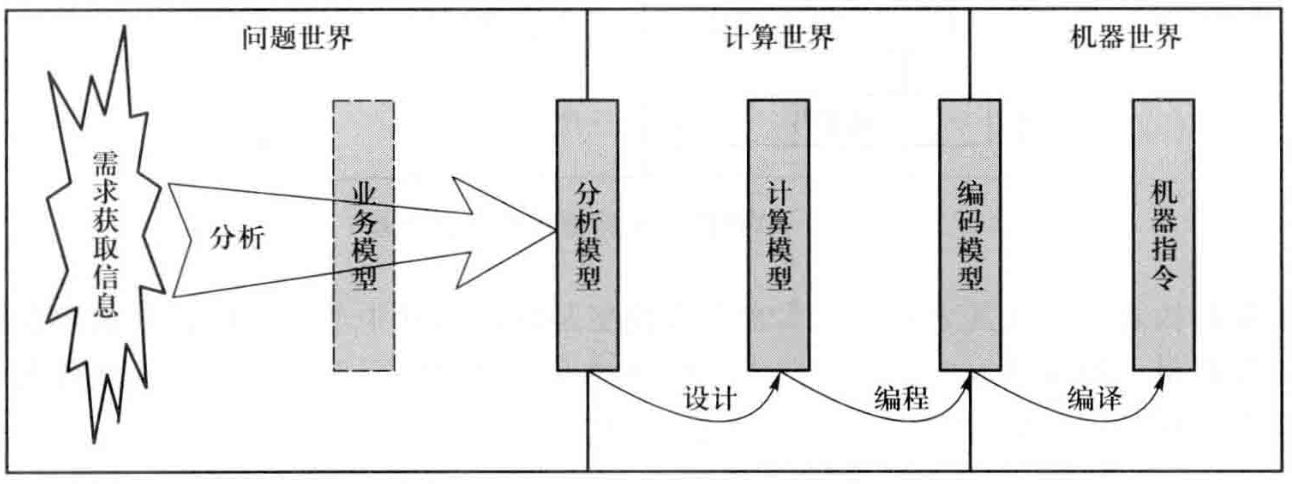 问题世界
计算世界
机器世界
需求获取信息
分析
业务模型
分析模型
计算模型
编码模型
机器指令
设计
编程
编译